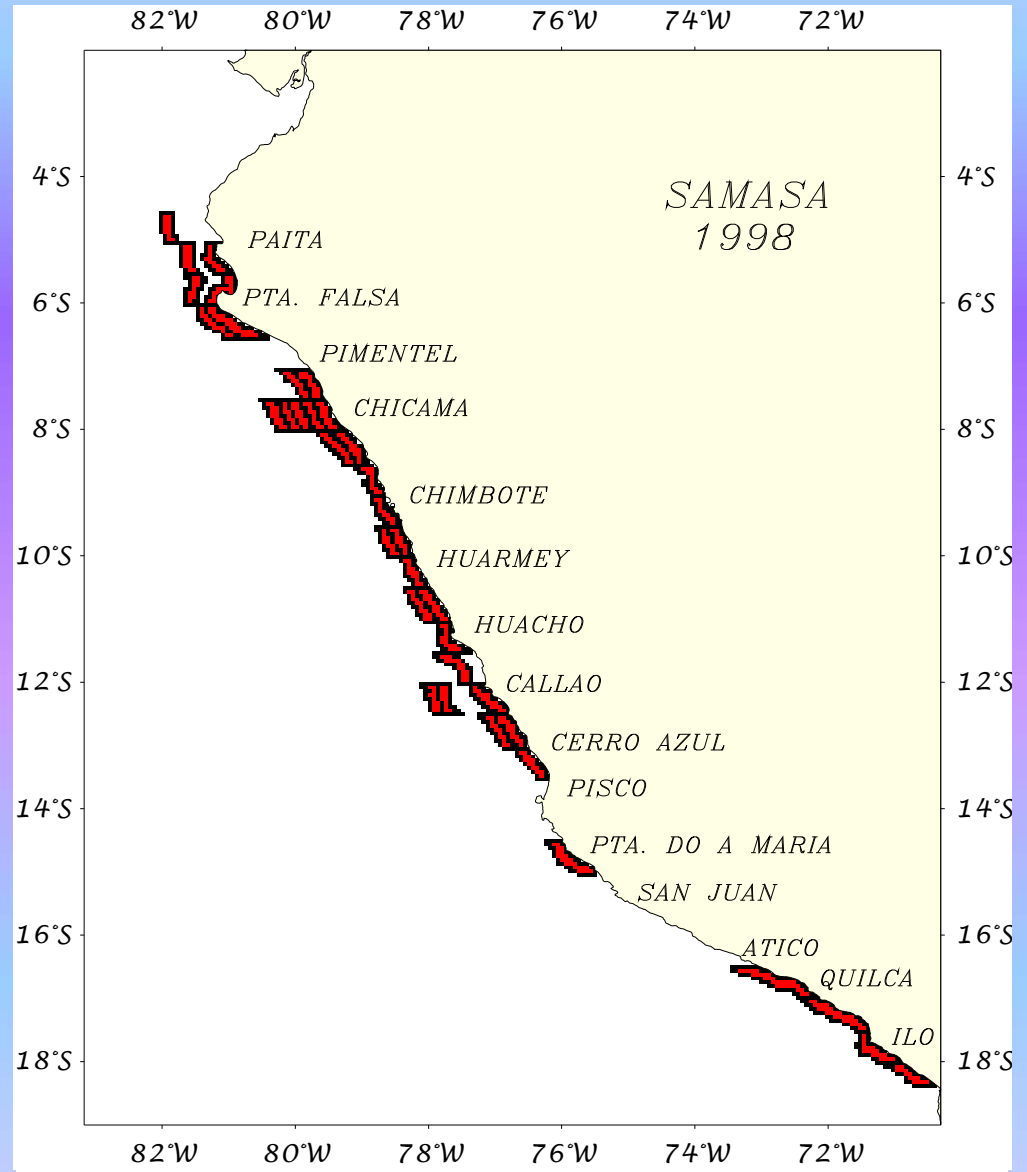 82°W 80°W 78°W 76°W 74°W 72°W
4°S 4°S
SAMASA
1998
PAITA
PTA. FALSA
6°S 6°S
PIMENTEL
CHICAMA
8°S 8°S
CHIMBOTE
10°S 10°S
HUARMEY
HUACHO
12°S 12°S
CALLAO
CERRO AZUL
PISCO
14°S 14°S
PTA. DO A MARIA
SAN JUAN
16°S 16°S
ATICO
QUILCA
ILO
18°S 18°S
82°W 80°W 78°W 76°W 74°W 72°W